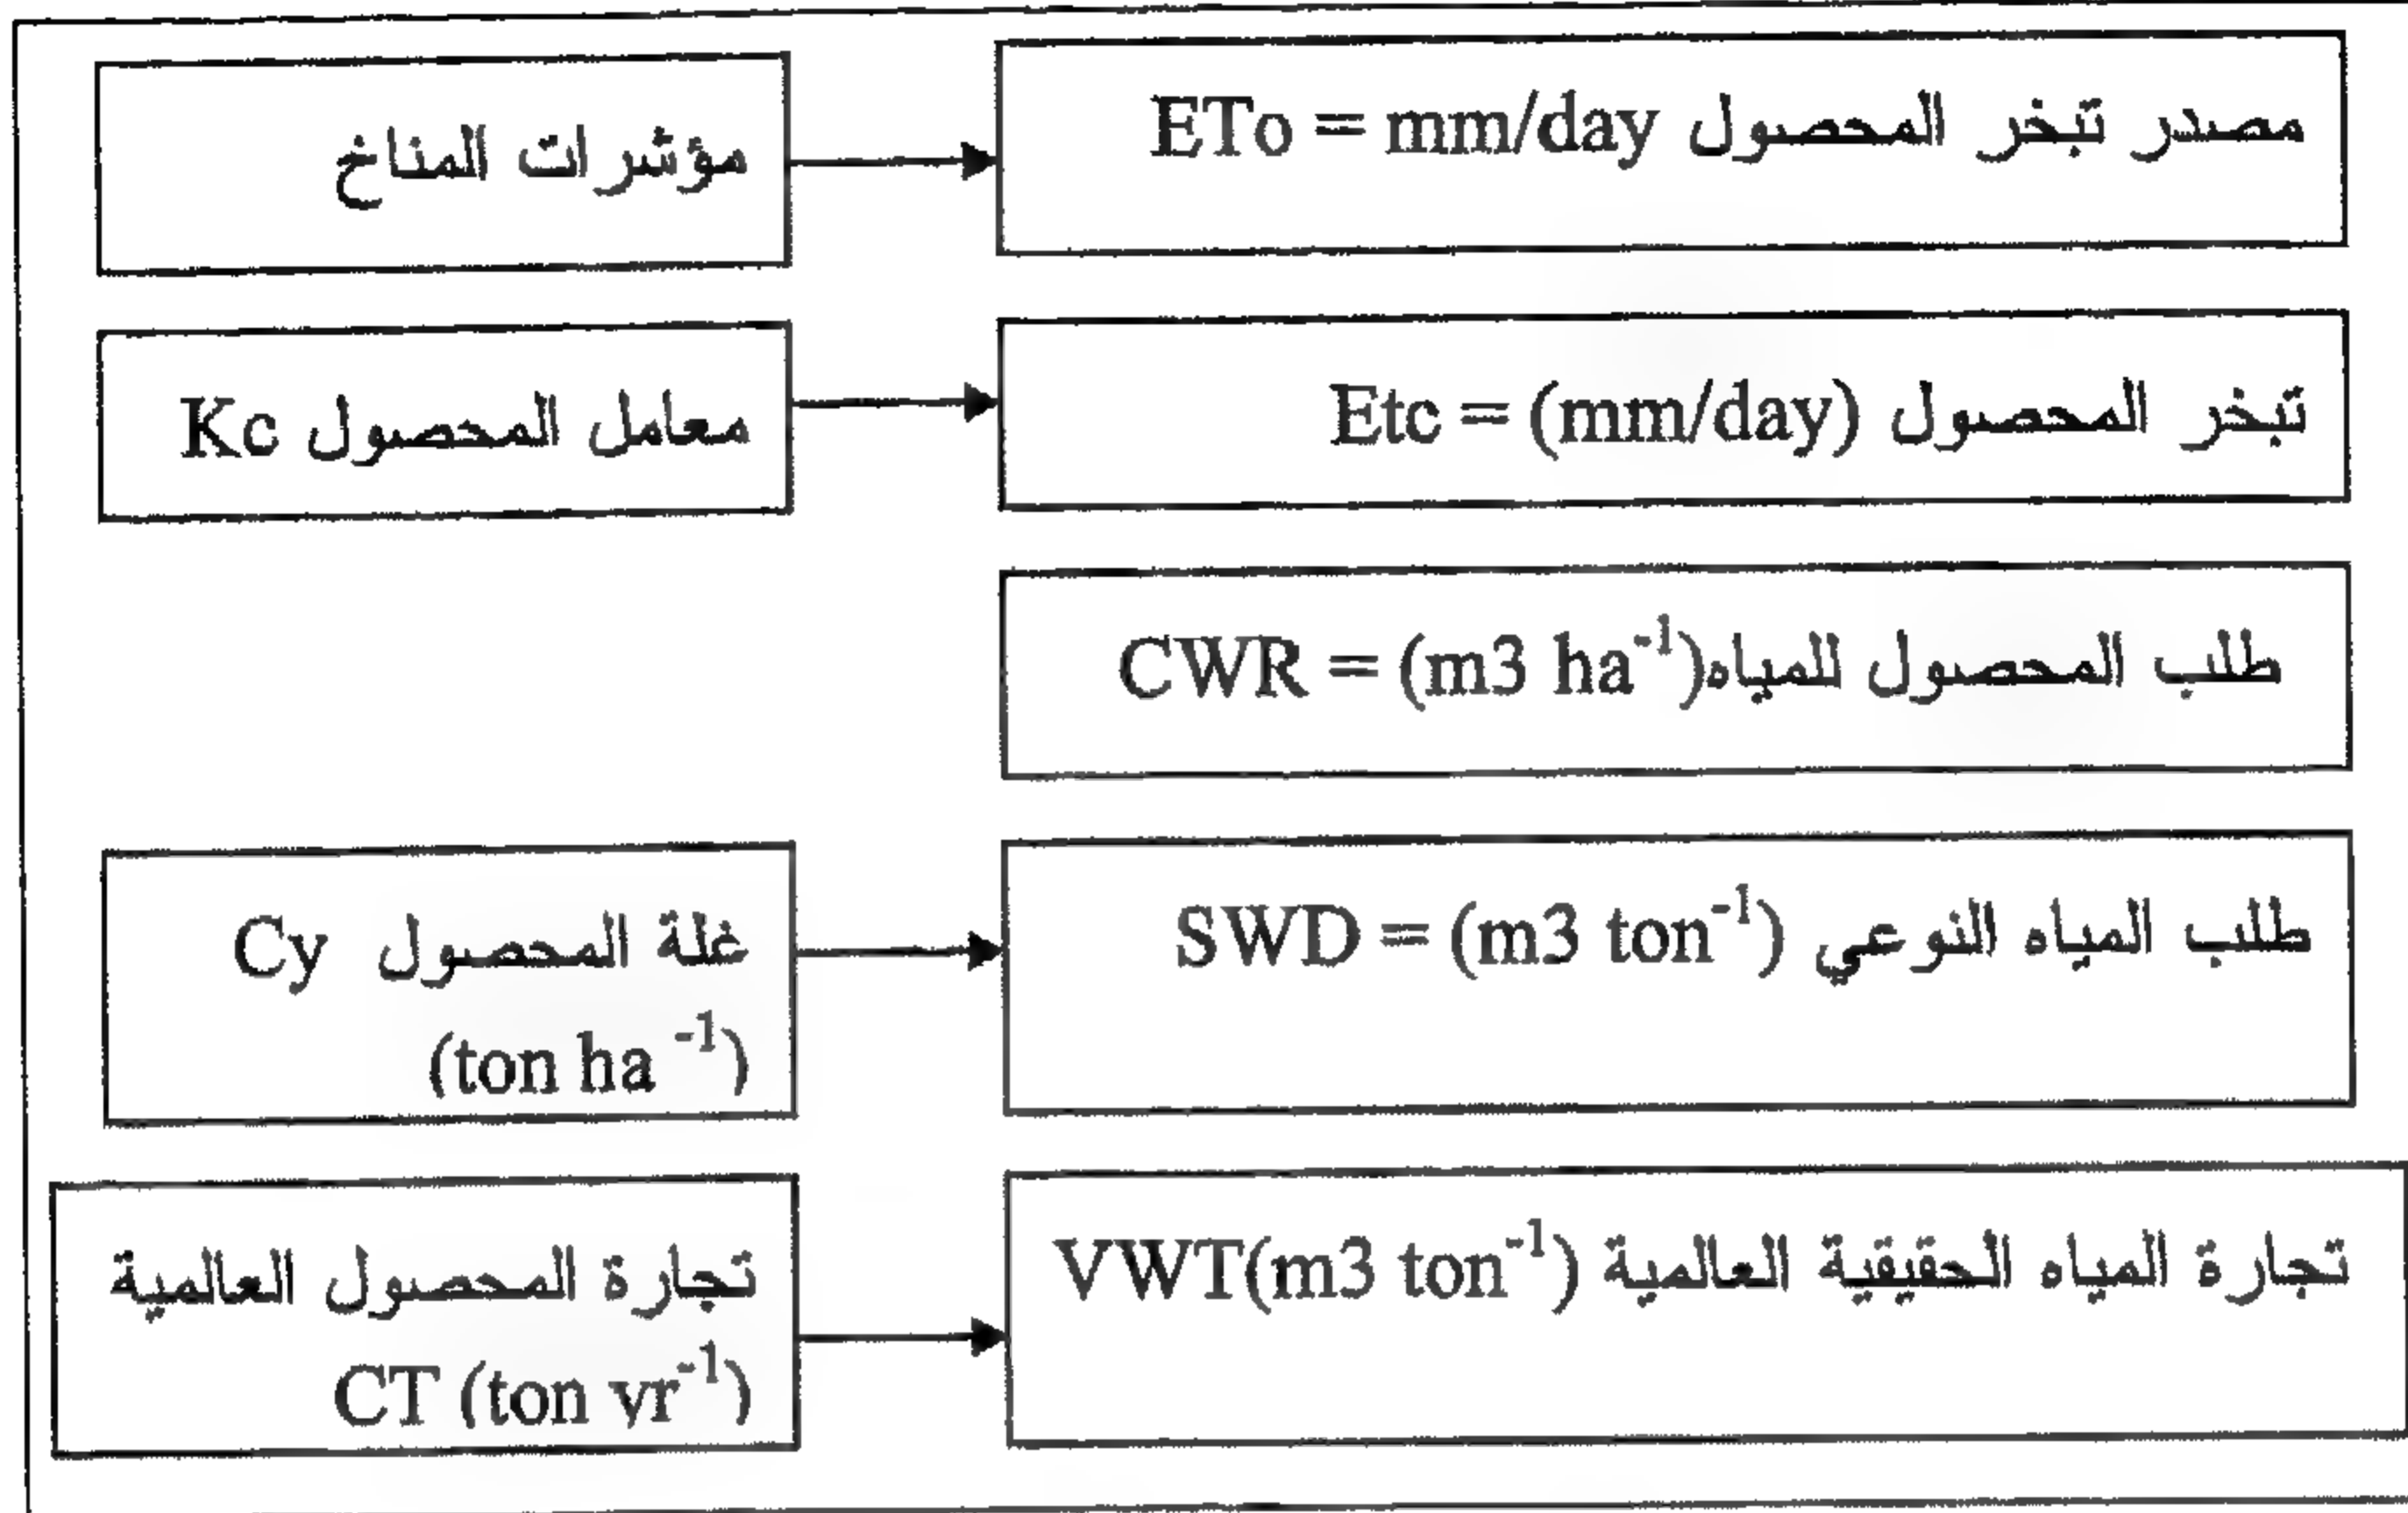 مؤشرات المناخ
مصدر تبخر المحصول ETo = mm/day
معامل المحصول Kc
تبخر المحصول Etc = (mm/day)
طلب المحصول للمياه CWR = (m3 ha⁻¹)
غلة المحصول Cy
(ton ha ⁻¹)
طلب المياه النوعي SWD = (m3 ton⁻¹)
تجارة المحصول العالمية
CT (ton yr⁻¹)
تجارة المياه الحقيقية العالمية VWT(m3 ton⁻¹)